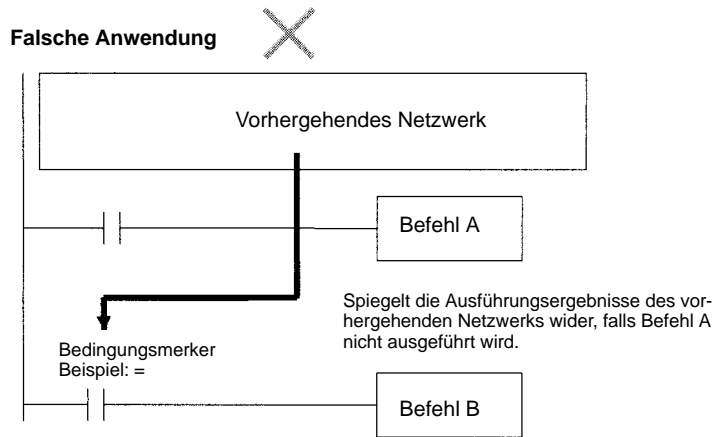 Falsche Anwendung
Vorhergehendes Netzwerk
Befehl A
Spiegelt die Ausführungsergebnisse des vor-
hergehenden Netzwerks wider, falls Befehl A
nicht ausgeführt wird.
Bedingungsmerker
Beispiel: =
Befehl B